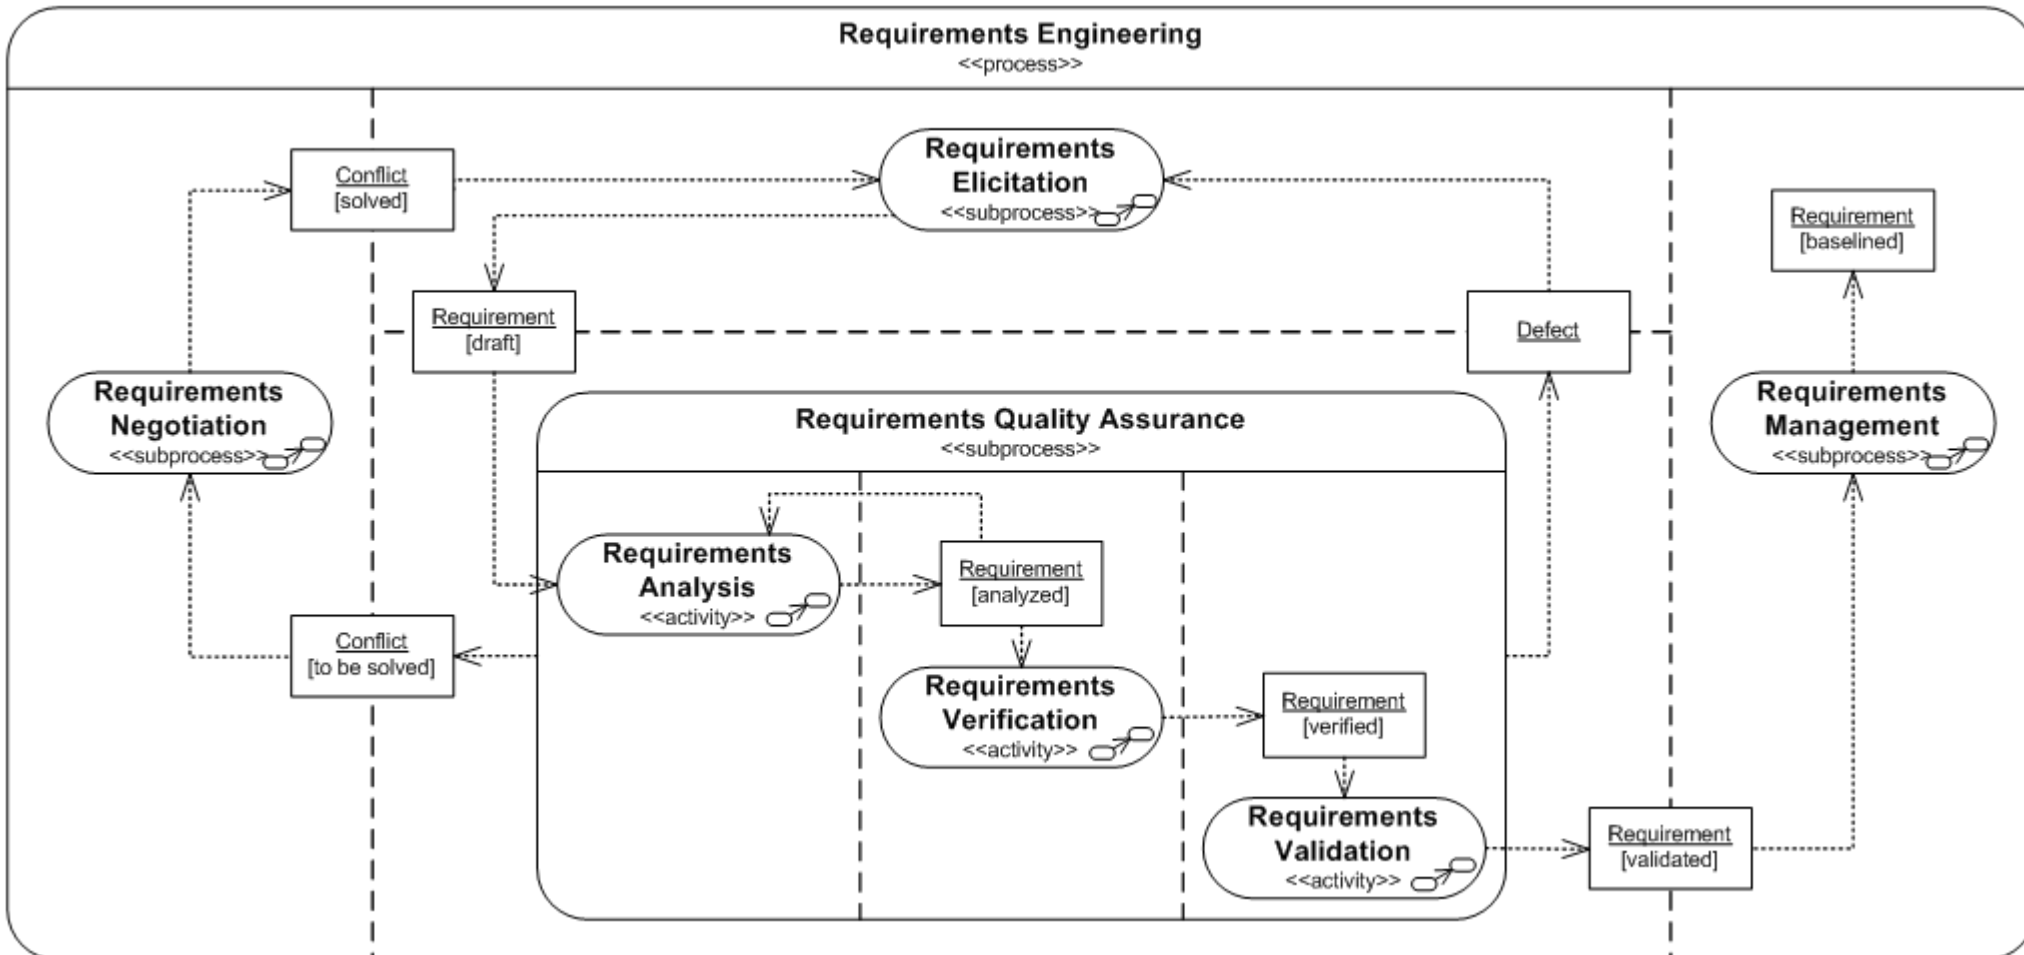 Requirements Engineering
<<process>>
Conflict
[solved]
Requirements
Elicitation
<<subprocess>>
Requirement
[baselined]
Requirement
[draft]
Defect
Requirements
Negotiation
<<subprocess>>
Requirements
Management
<<subprocess>>
Requirements Quality Assurance
<<subprocess>>
Requirements
Analysis
<<activity>>
Requirement
[analyzed]
Conflict
[to be solved]
Requirements
Verification
<<activity>>
Requirement
[verified]
Requirements
Validation
<<activity>>
Requirement
[validated]